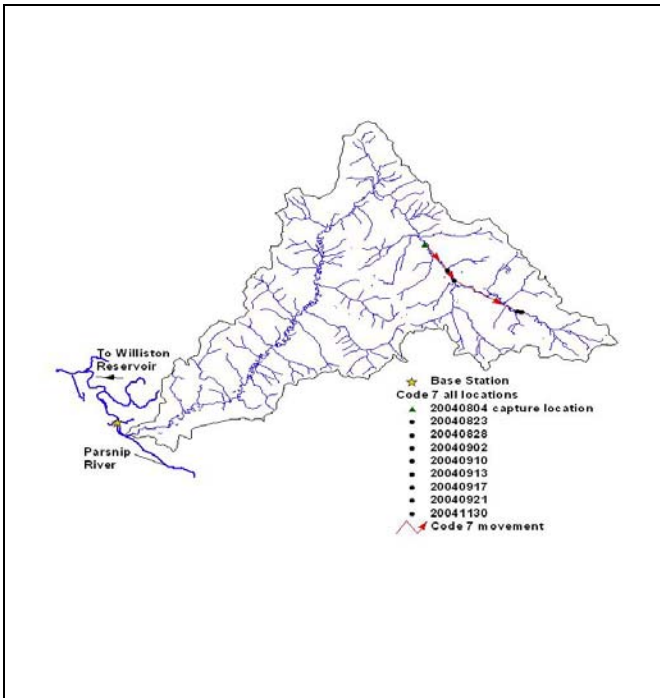 To Williston
Reservoir
Parsnip
River
Base Station
Code 7 all locations
20040804 capture location
20040823
20040828
20040902
20040910
20040913
20040917
20040921
20041130
Code 7 movement